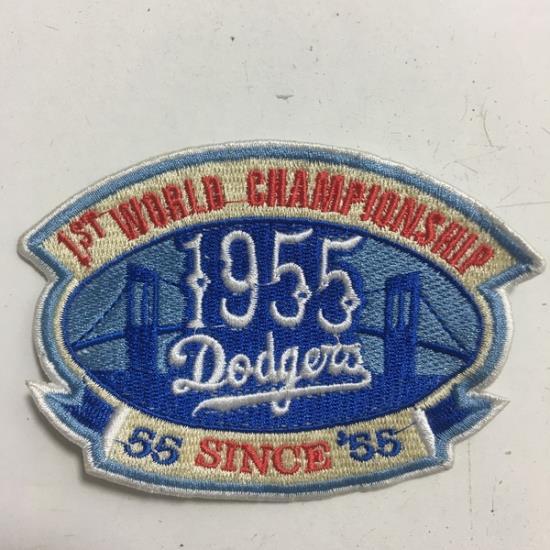 1ST WORLD CHAMPIONSHIP
1955
Dodgers
55 SINCE '55